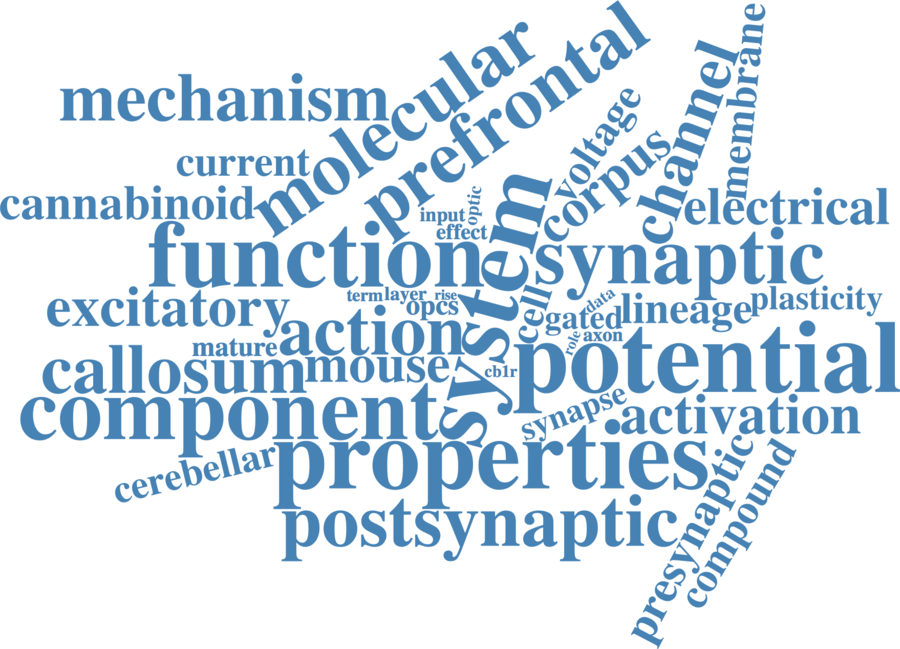 mechanism
molecular
prefrontal
channel
membrane
voltage
corpus
current
cannabinoid
input
optic
effect
electrical
function
system
synaptic
excitatory
term
layer
rise
opcs
cell
data
gated
lineage
plasticity
mature
action
role
axon
callosum
mouse
cb1r
potential
component
synapse
activation
cerebellar
properties
presynaptic
compound
postsynaptic